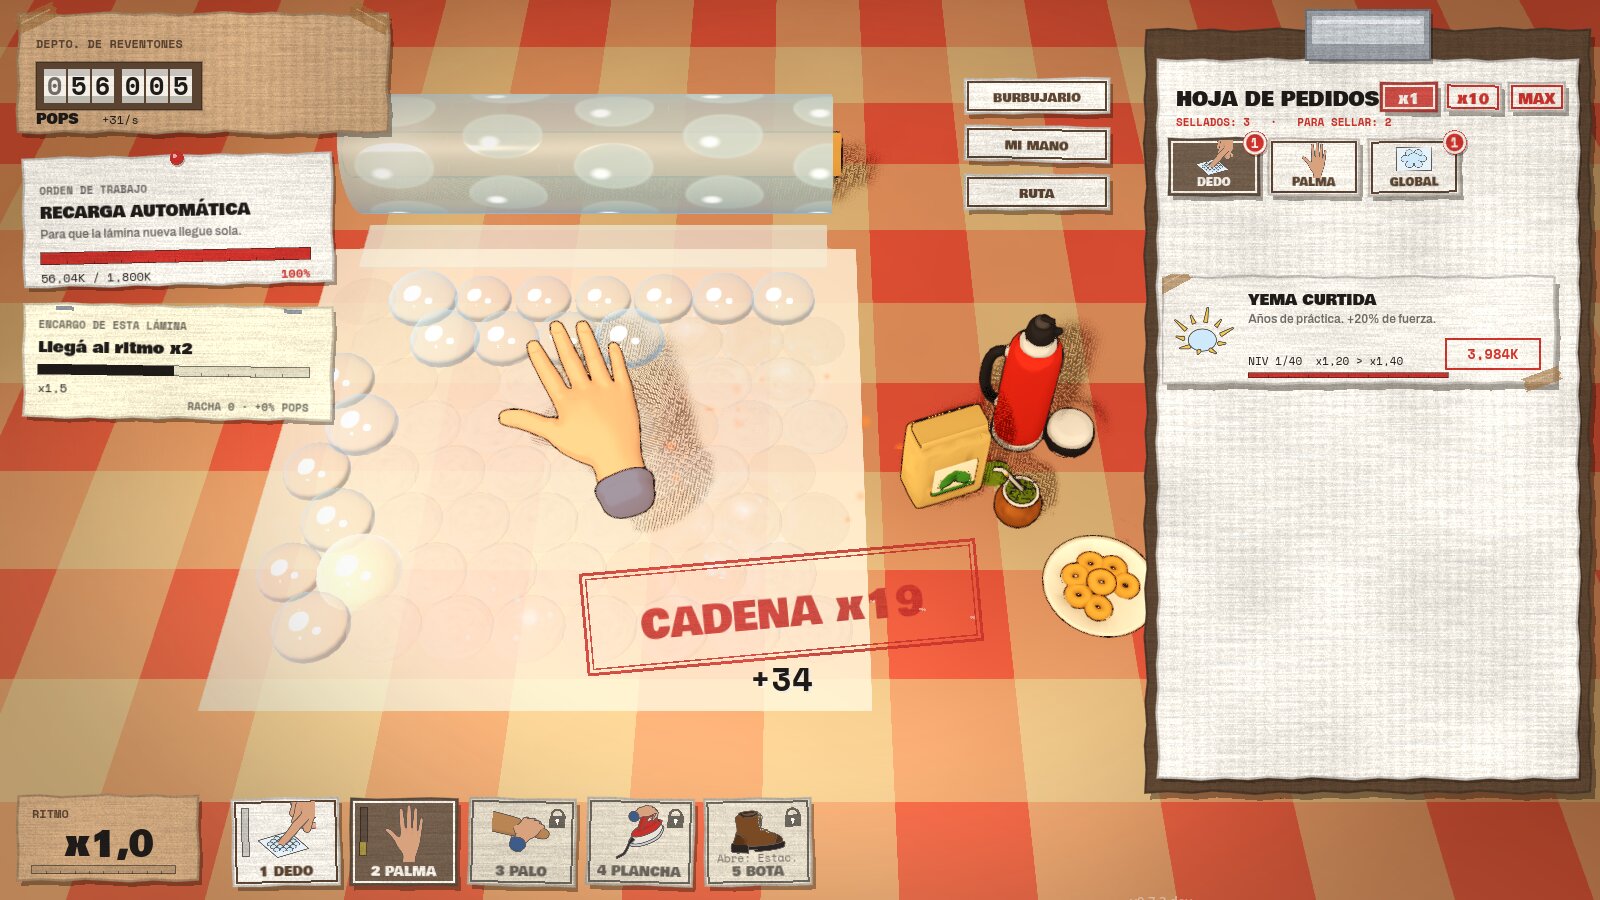 DEPTO. DE REVENTONES
056005
POPS +31/s
ORDEN DE TRABAJO
RECARGA AUTOMÁTICA
Para que la lámina nueva llegue sola.
56,04K / 1,800K 100%
ENCARGO DE ESTA LÁMINA
Llegá al ritmo x2
x1,5
RACHA 0 · +0% POPS
BURBUJARIO
MI MANO
RUTA
HOJA DE PEDIDOS x1 x10 MAX
SELLADOS: 3 · PARA SELLAR: 2
1 1
DEDO PALMA GLOBAL
YEMA CURTIDA
Años de práctica. +20% de fuerza.
NIV 1/40 x1,20 > x1,40
3,984K
CADENA x19
+34
RITMO
x1,0
1 DEDO
2 PALMA
3 PALO
4 PLANCHA
Abre: Estac.
5 BOTA